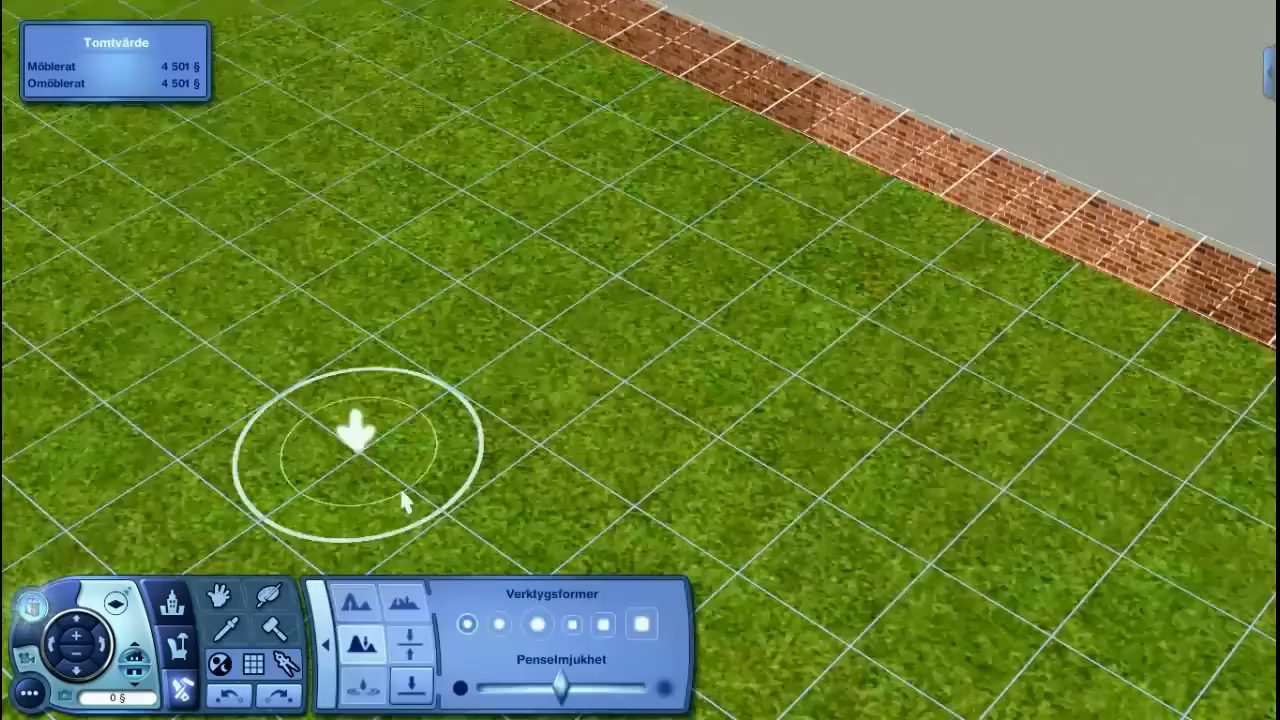 Tomtvärde
Möblerat 4 501 §
Omöblerat 4 501 §
Verktygsformer
Penselmjukhet
0 §